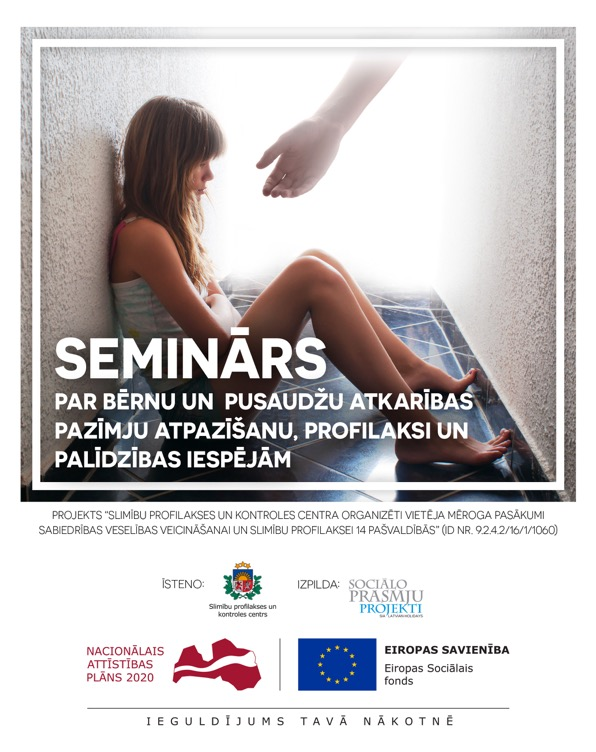 SEMINĀRS
PAR BĒRNU UN PUSAUDŽU ATKARĪBAS
PAZĪMJU ATPAZĪŠANU, PROFILAKSI UN
PALĪDZĪBAS IESPĒJĀM
PROJEKTS “SLIMĪBU PROFILAKSES UN KONTROLES CENTRA ORGANIZĒTI VIETĒJA MĒROGA PASĀKUMI
SABIEDRĪBAS VESELĪBAS VEICINĀŠANAI UN SLIMĪBU PROFILAKSEI 14 PAŠVALDĪBĀS” (ID NR. 9.2.4.2/16/1/1060)
ĪSTENO:
Slimību profilakses un
kontroles centrs
IZPILDA:
SOCIĀLO
PRASMJU
PROJEKTI
SIA "LATVIAN HOLIDAYS
NACIONĀLAIS
ATTĪSTĪBAS
PLĀNS 2020
EIROPAS SAVIENĪBA
Eiropas Sociālais
fonds
IEGULDĪJUMS TAVĀ NĀKOTNĒ